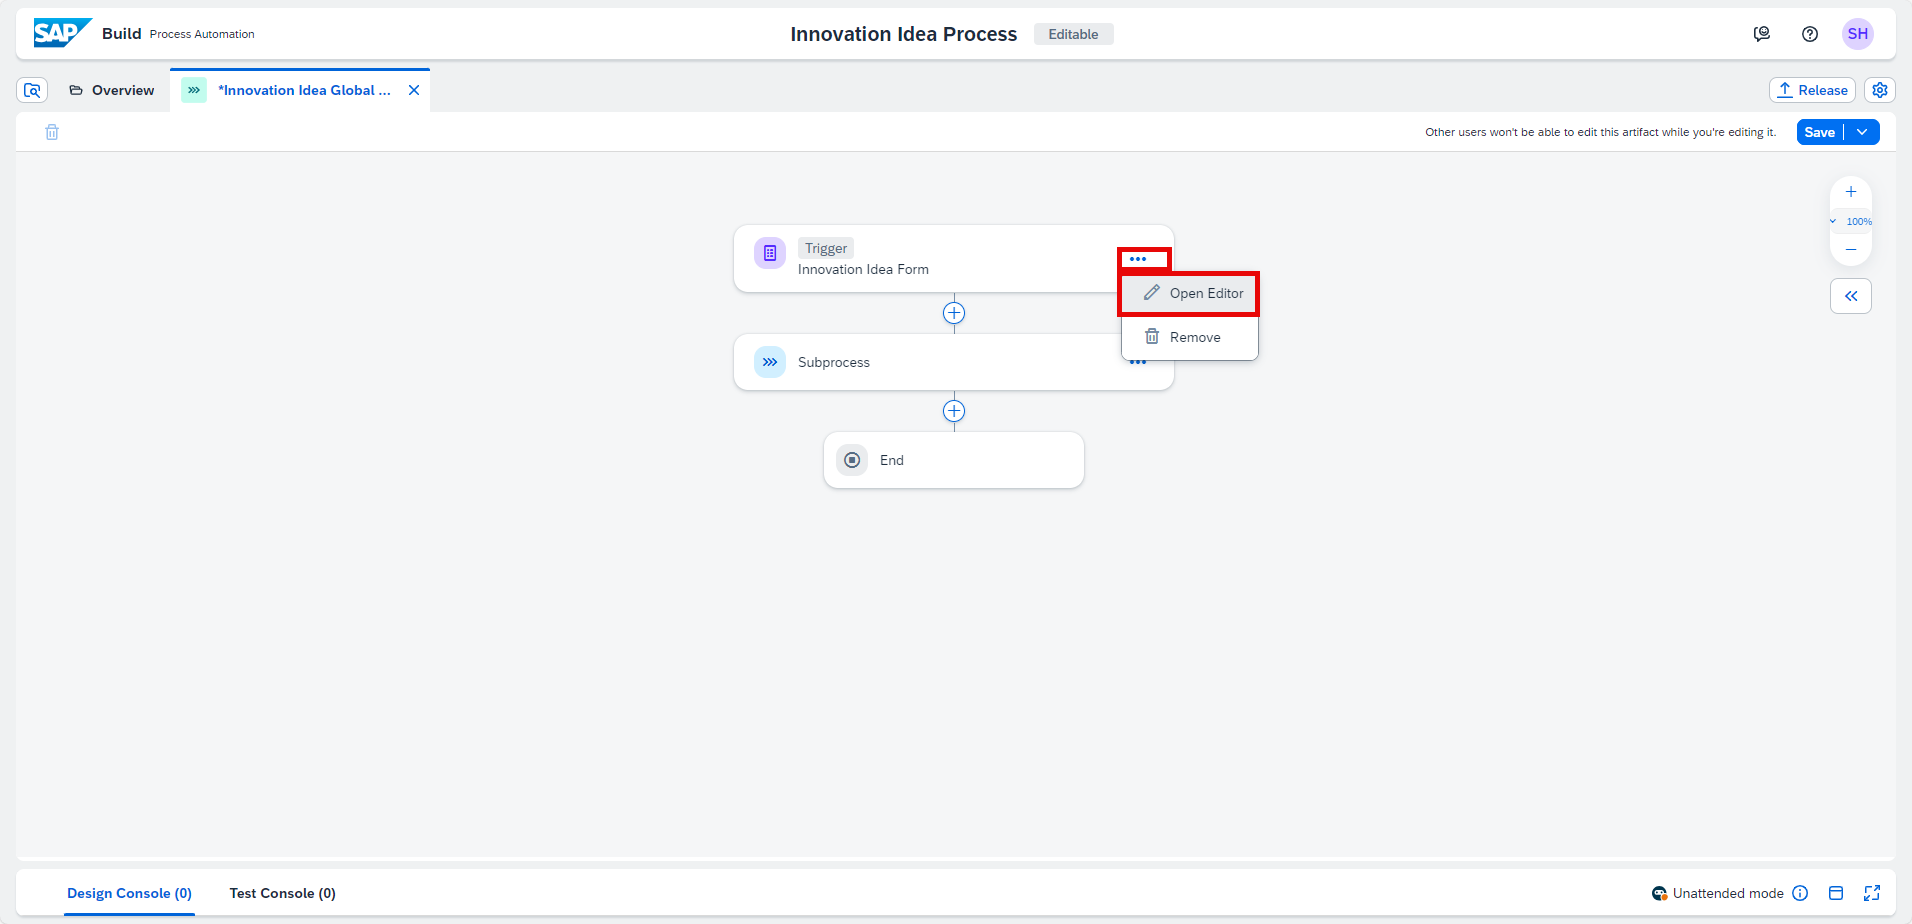 SAP Build Process Automation
Innovation Idea Process Editable
SH
Overview
*Innovation Idea Global ...
Release
Other users won't be able to edit this artifact while you're editing it.
Save
100%
Trigger
Innovation Idea Form
Open Editor
Remove
Subprocess
End
Design Console (0)
Test Console (0)
Unattended mode